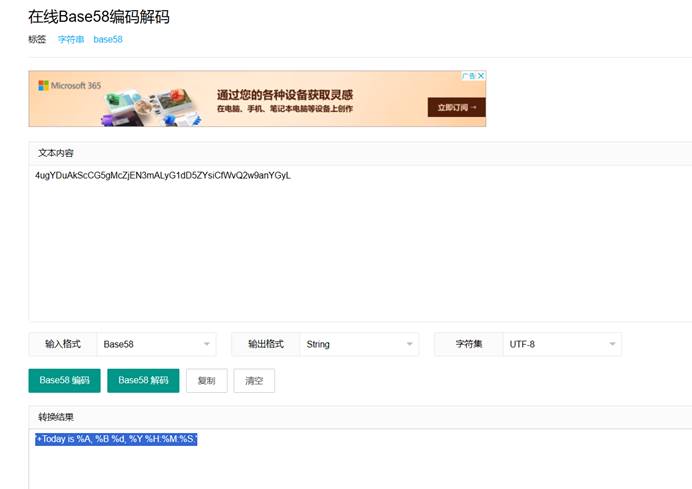 在线Base58编码解码
标签 字符串 base58
广告
Microsoft 365
通过您的各种设备获取灵感
在电脑、手机、笔记本电脑等设备上创作
立即订阅 →
文本内容
4ugYDuAkScCG5gMcZjEN3mALyG1dD5ZYsiCfWvQ2w9anYGyL
输入格式 Base58 输出格式 String 字符集 UTF-8
Base58 编码 Base58 解码 复制 清空
转换结果
'+Today is %A, %B %d, %Y %H:%M:%S.'